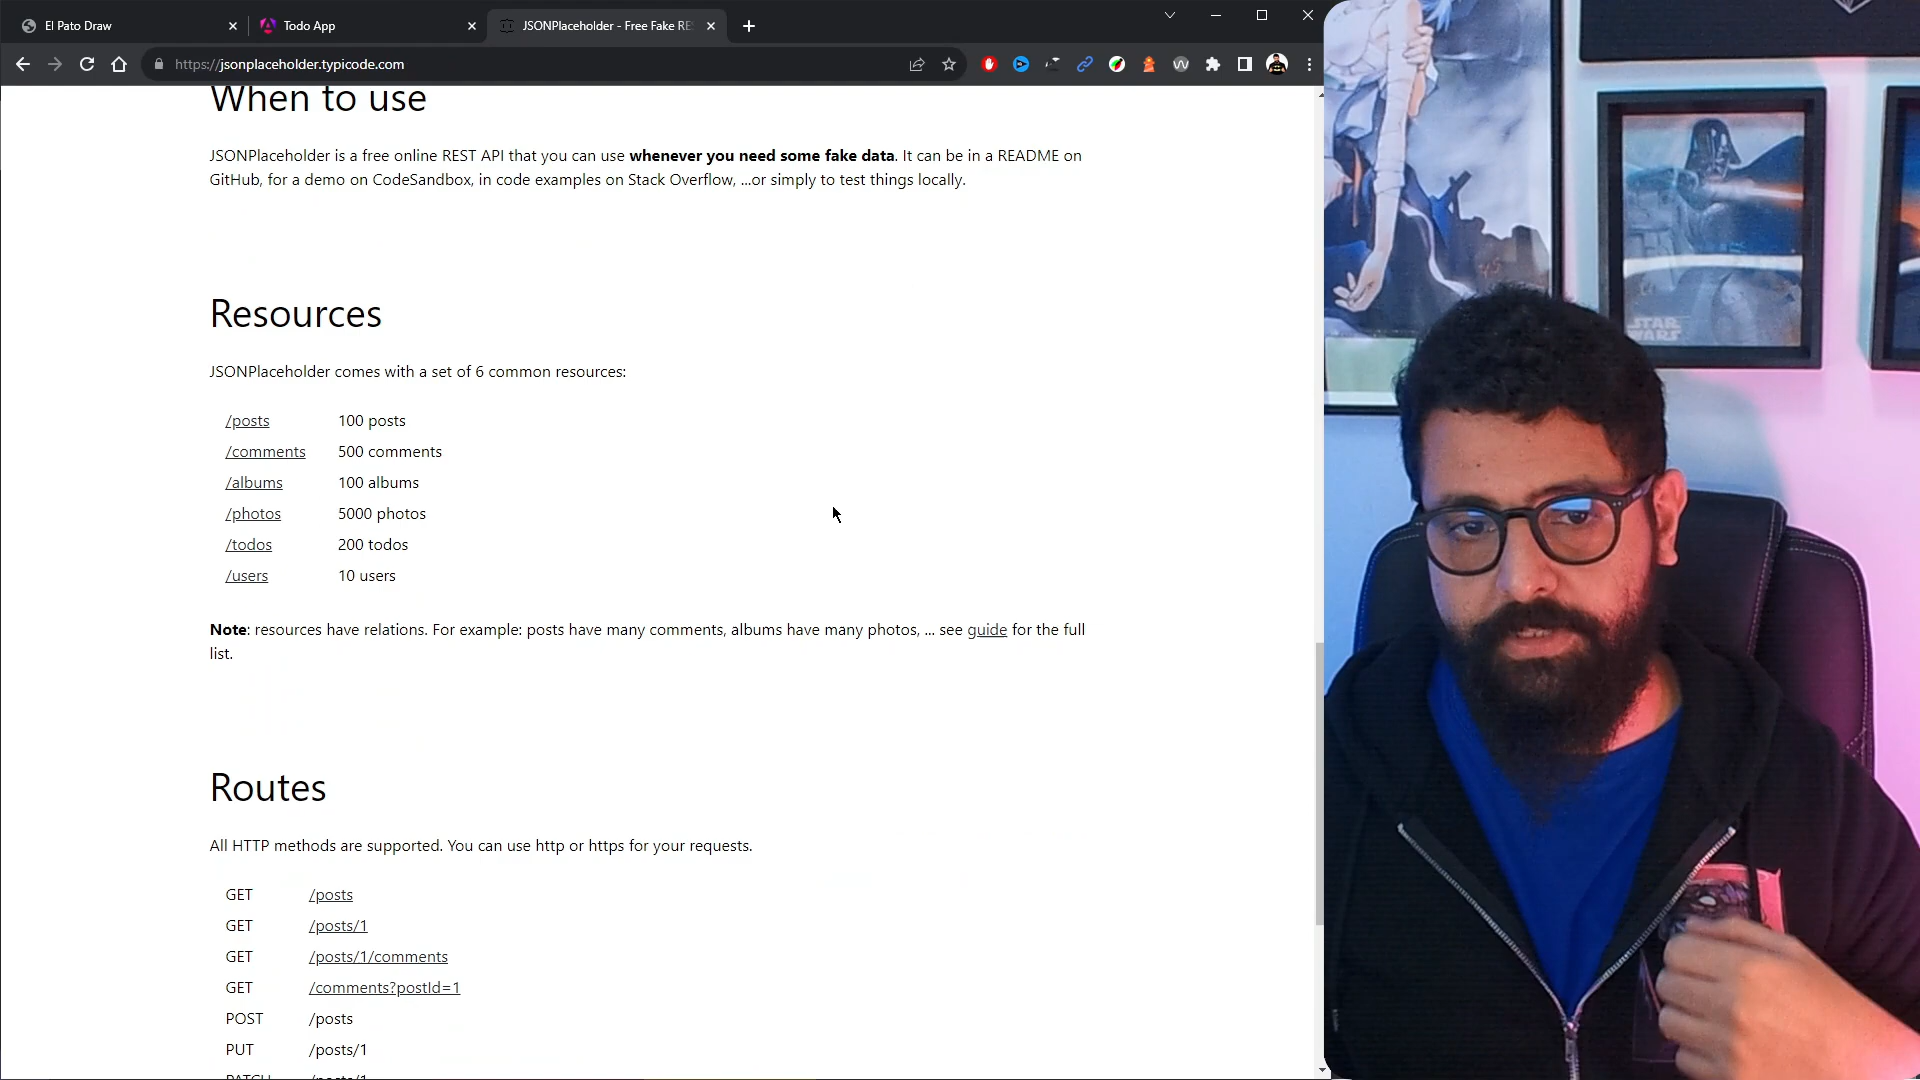 El Pato Draw
Todo App
JSONPlaceholder - Free Fake RE
https://jsonplaceholder.typicode.com
When to use
JSONPlaceholder is a free online REST API that you can use whenever you need some fake data. It can be in a README on
GitHub, for a demo on CodeSandbox, in code examples on Stack Overflow, ...or simply to test things locally.
Resources
JSONPlaceholder comes with a set of 6 common resources:
/posts 100 posts
/comments 500 comments
/albums 100 albums
/photos 5000 photos
/todos 200 todos
/users 10 users
Note: resources have relations. For example: posts have many comments, albums have many photos, ... see guide for the full
list.
Routes
All HTTP methods are supported. You can use http or https for your requests.
GET /posts
GET /posts/1
GET /posts/1/comments
GET /comments?postId=1
POST /posts
PUT /posts/1
PATCH /posts/1
STAR
WARS